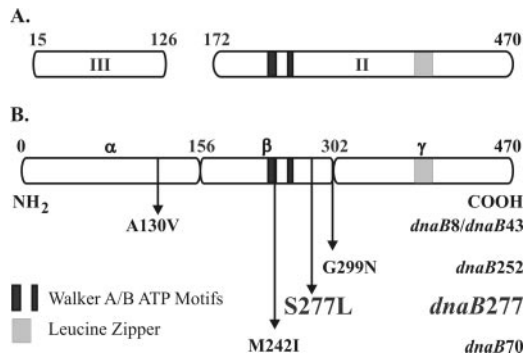 A.
15 126 172 470
III II
B.
0 α 156 β 302 γ 470
NH2 COOH
A130V dnaB8/dnaB43
G299N dnaB252
Walker A/B ATP Motifs S277L dnaB277
Leucine Zipper
M242I dnaB70